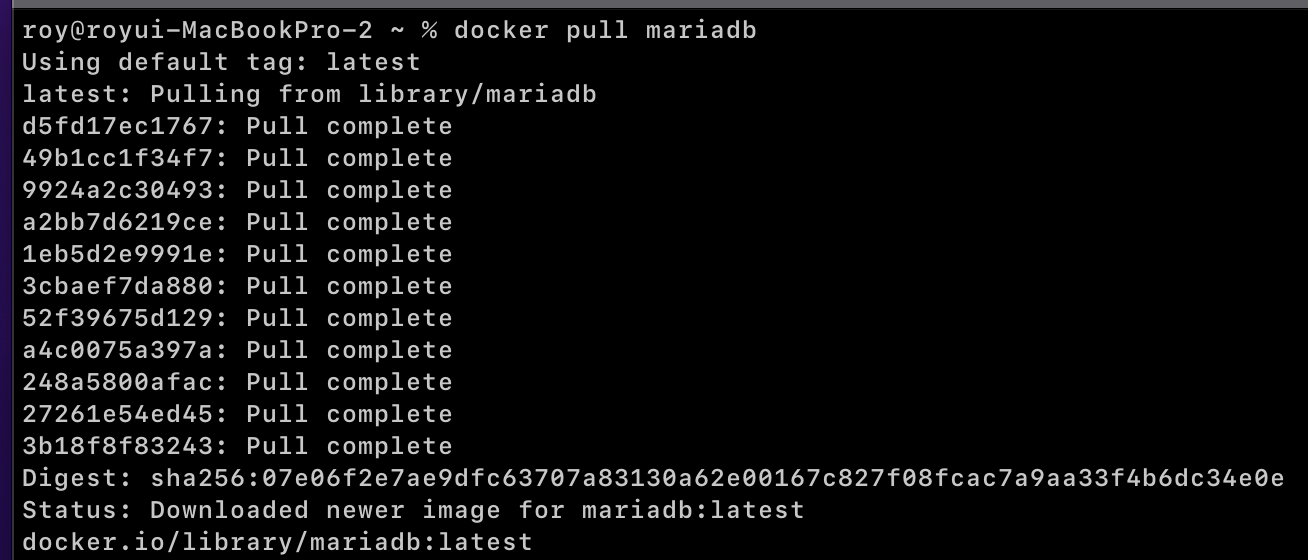 roy@royui-MacBookPro-2 ~ % docker pull mariadb
Using default tag: latest
latest: Pulling from library/mariadb
d5fd17ec1767: Pull complete
49b1cc1f34f7: Pull complete
9924a2c30493: Pull complete
a2bb7d6219ce: Pull complete
1eb5d2e9991e: Pull complete
3cbaef7da880: Pull complete
52f39675d129: Pull complete
a4c0075a397a: Pull complete
248a5800afac: Pull complete
27261e54ed45: Pull complete
3b18f8f83243: Pull complete
Digest: sha256:07e06f2e7ae9dfc63707a83130a62e00167c827f08fcac7a9aa33f4b6dc34e0e
Status: Downloaded newer image for mariadb:latest
docker.io/library/mariadb:latest